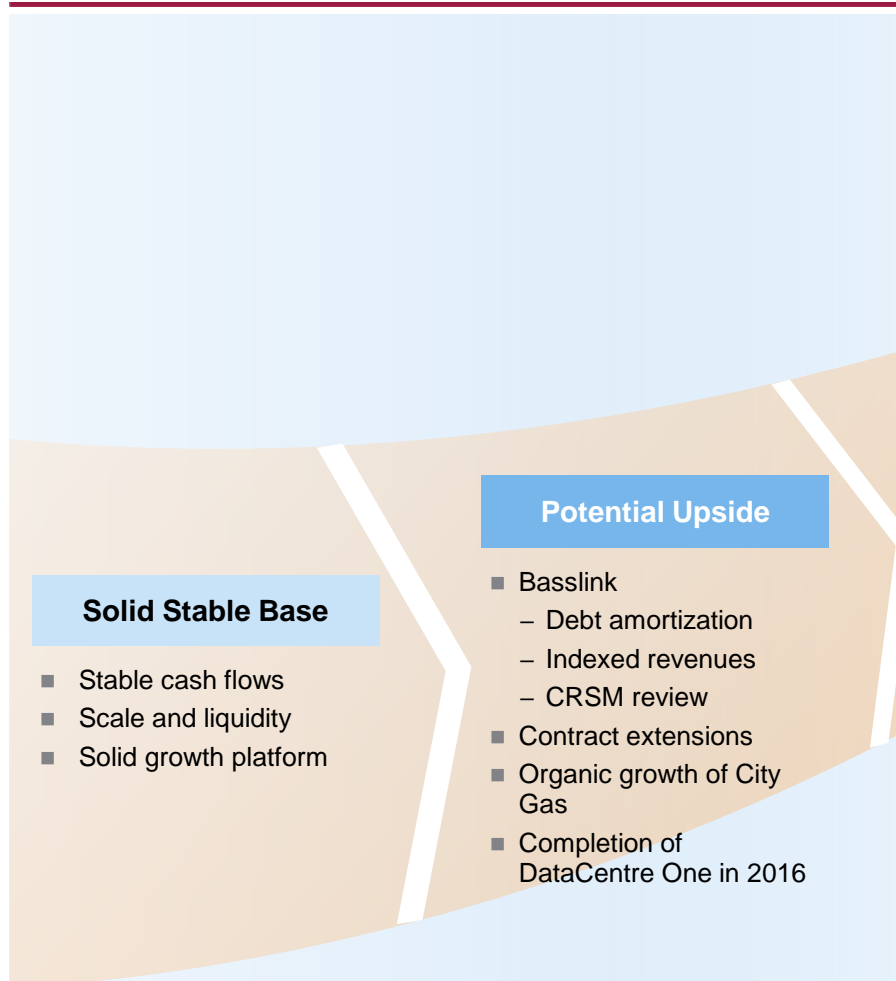 Potential Upside
■ Basslink
– Debt amortization
– Indexed revenues
– CRSM review
■ Contract extensions
■ Organic growth of City
Gas
■ Completion of
DataCentre One in 2016
Solid Stable Base
■ Stable cash flows
■ Scale and liquidity
■ Solid growth platform